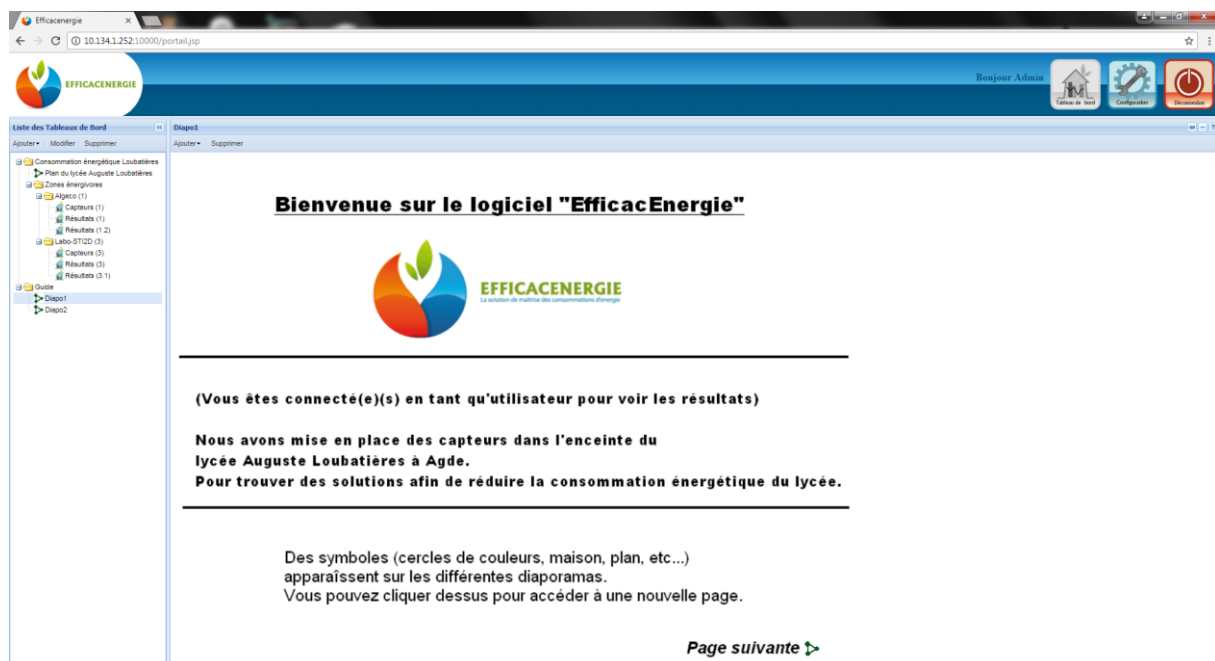 Efficacenergie
10.134.1.252:10000/portail.jsp
EFFICACENERGIE
Bonjour Admin
Tableau de bord
Configuration
Déconnexion
Liste des Tableaux de Bord
Diapo1
Ajouter Modifier Supprimer
Ajouter Supprimer
Consommation énergétique Loubatières
Plan du lycée Auguste Loubatières
Zones énergivores
Algeco (1)
Capteurs (1)
Résultats (1)
Résultats (1.2)
Labo-STI2D (3)
Capteurs (3)
Résultats (3)
Résultats (3.1)
Guide
Diapo1
Diapo2
Bienvenue sur le logiciel "EfficacEnergie"
EFFICACENERGIE
La solution de maîtrise des consommations d'énergie
(Vous êtes connecté(e)(s) en tant qu'utilisateur pour voir les résultats)
Nous avons mise en place des capteurs dans l'enceinte du
lycée Auguste Loubatières à Agde.
Pour trouver des solutions afin de réduire la consommation énergétique du lycée.
Des symboles (cercles de couleurs, maison, plan, etc...)
apparaîssent sur les différentes diaporamas.
Vous pouvez cliquer dessus pour accéder à une nouvelle page.
Page suivante